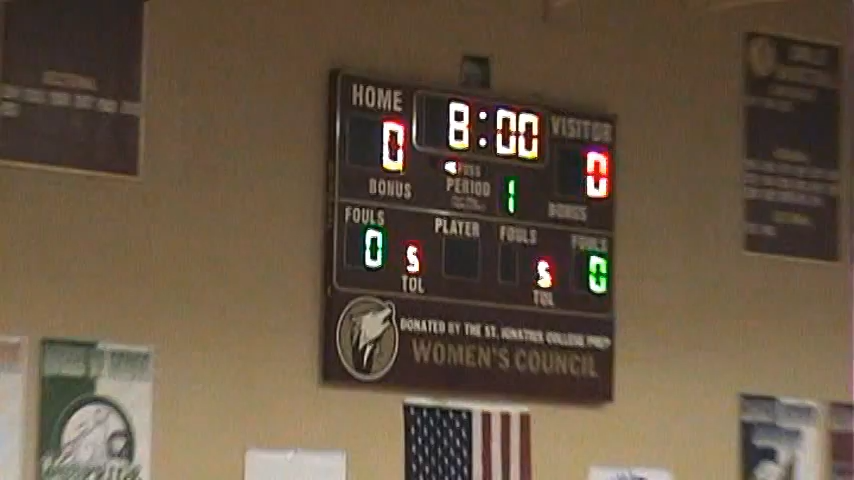 HOME
8:00
VISITOR
0
0
POSS
PERIOD
1
BONUS
BONUS
FOULS
PLAYER
FOULS
FOULS
0
5
5
0
TOL
TOL
DONATED BY THE ST. IGNATIUS COLLEGE PREP
WOMEN'S COUNCIL